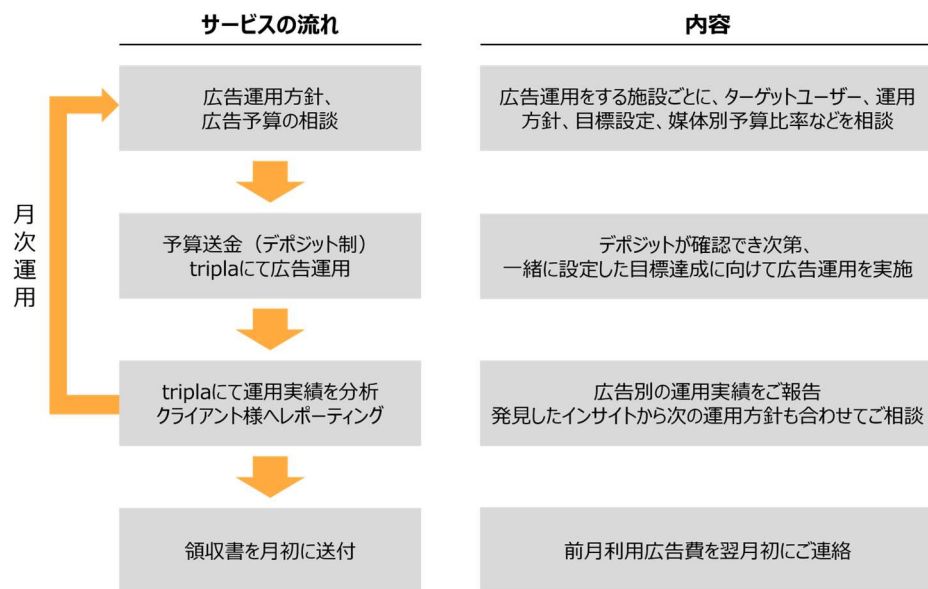 サービスの流れ
内容
広告運用方針、
広告予算の相談
広告運用をする施設ごとに、ターゲットユーザー、運用
方針、目標設定、媒体別予算比率などを相談
月次運用
予算送金（デポジット制）
triplaにて広告運用
デポジットが確認でき次第、
一緒に設定した目標達成に向けて広告運用を実施
triplaにて運用実績を分析
クライアント様へレポーティング
広告別の運用実績をご報告
発見したインサイトから次の運用方針も合わせてご相談
領収書を月初に送付
前月利用広告費を翌月初にご連絡